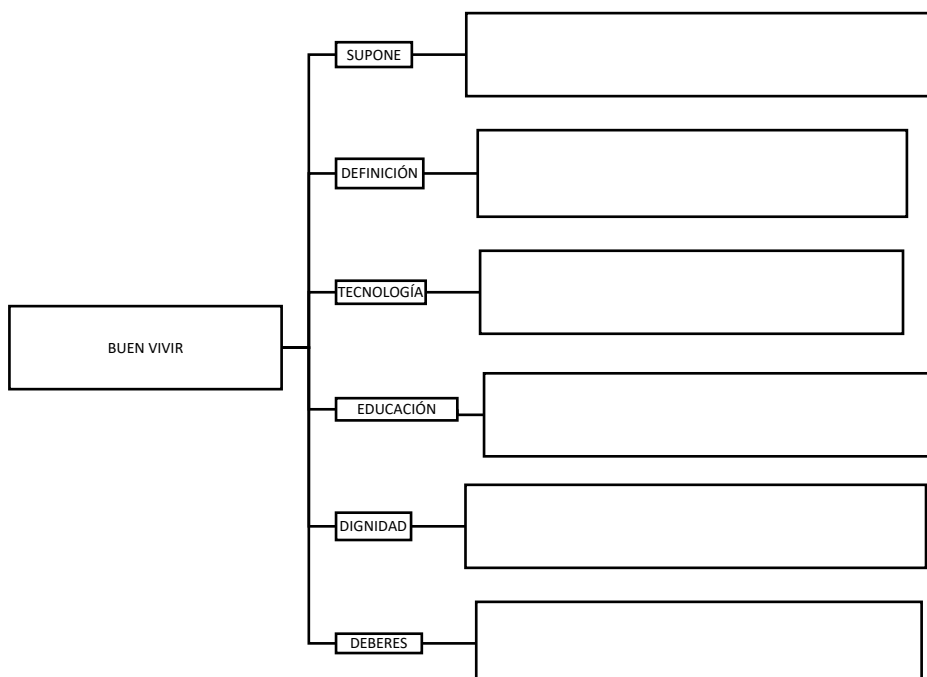 SUPONE
DEFINICIÓN
TECNOLOGÍA
BUEN VIVIR
EDUCACIÓN
DIGNIDAD
DEBERES